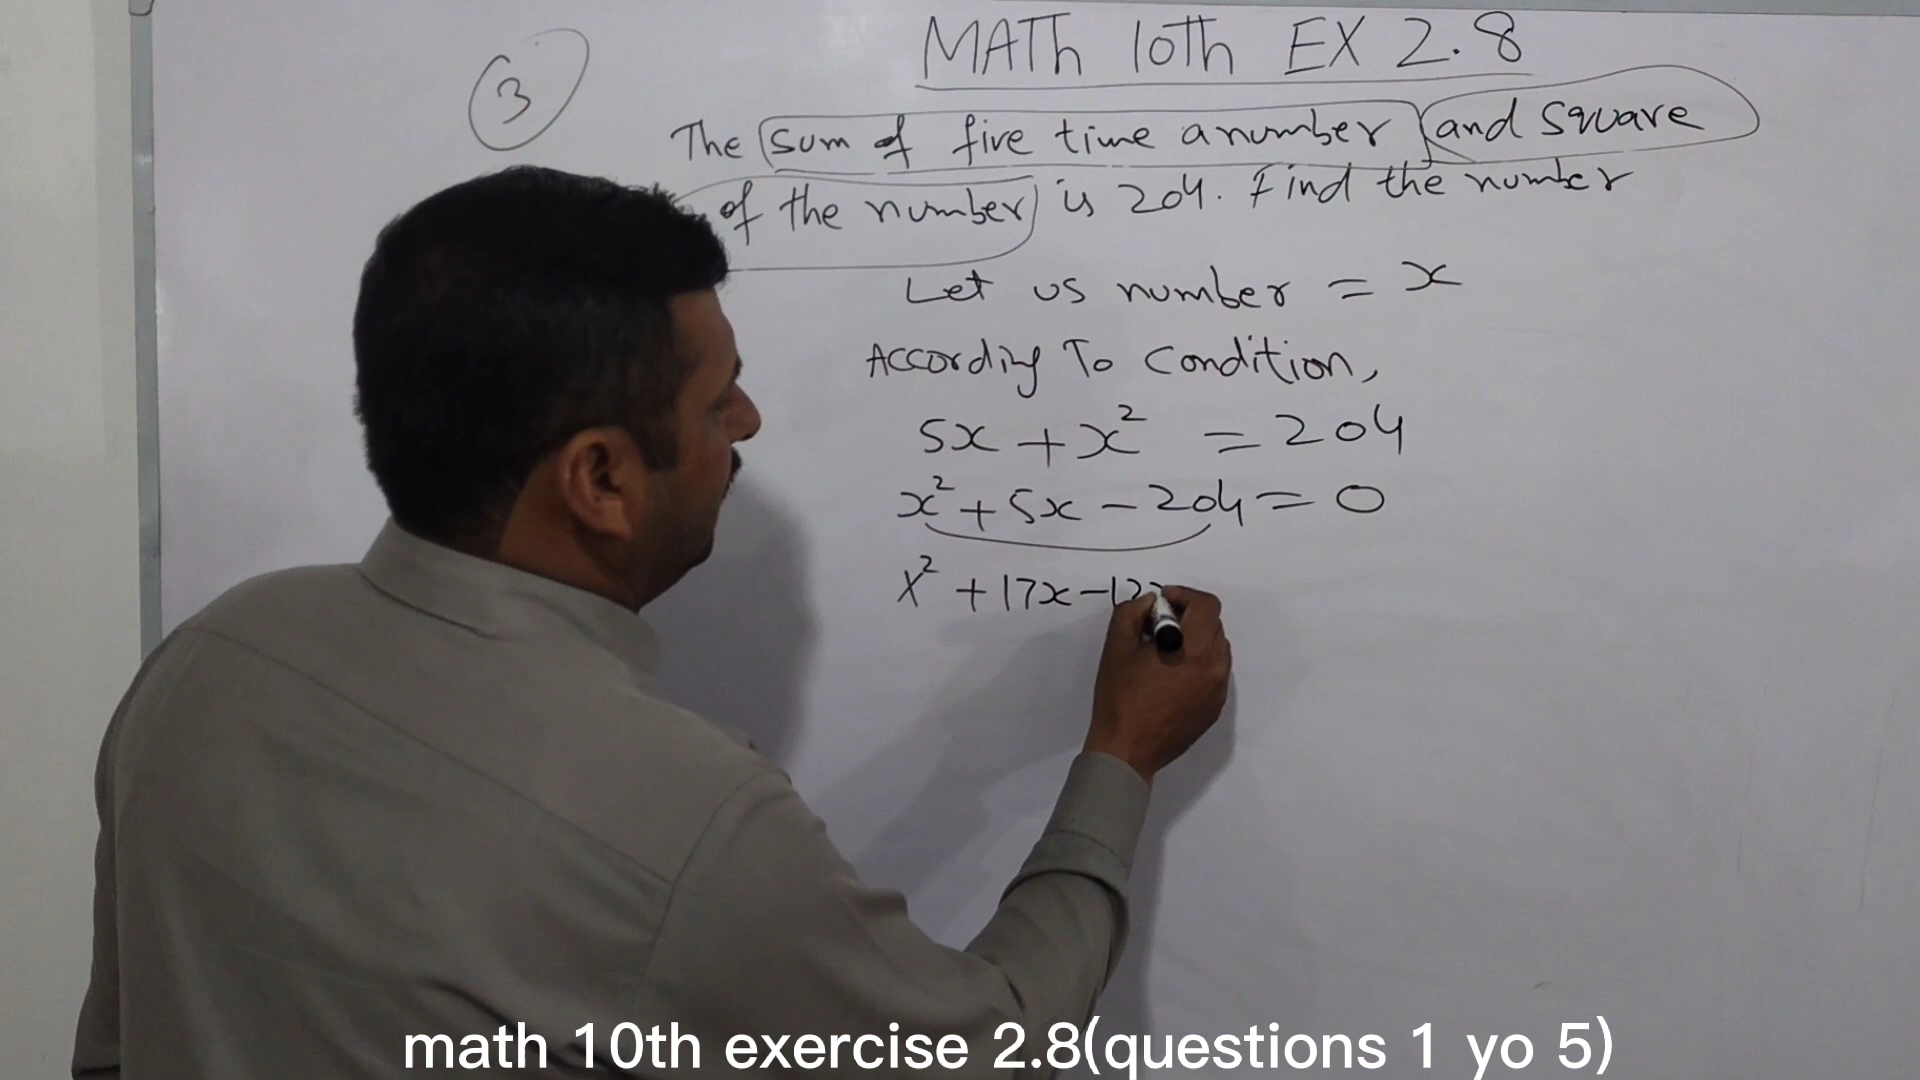 MATh 10th EX 2.8
3
The sum of five time a number and square
of the number is 204. Find the number
Let us number = x
According To Condition,
5x + x² = 204
x² + 5x - 204 = 0
x² + 17x - 12
math 10th exercise 2.8(questions 1 yo 5)